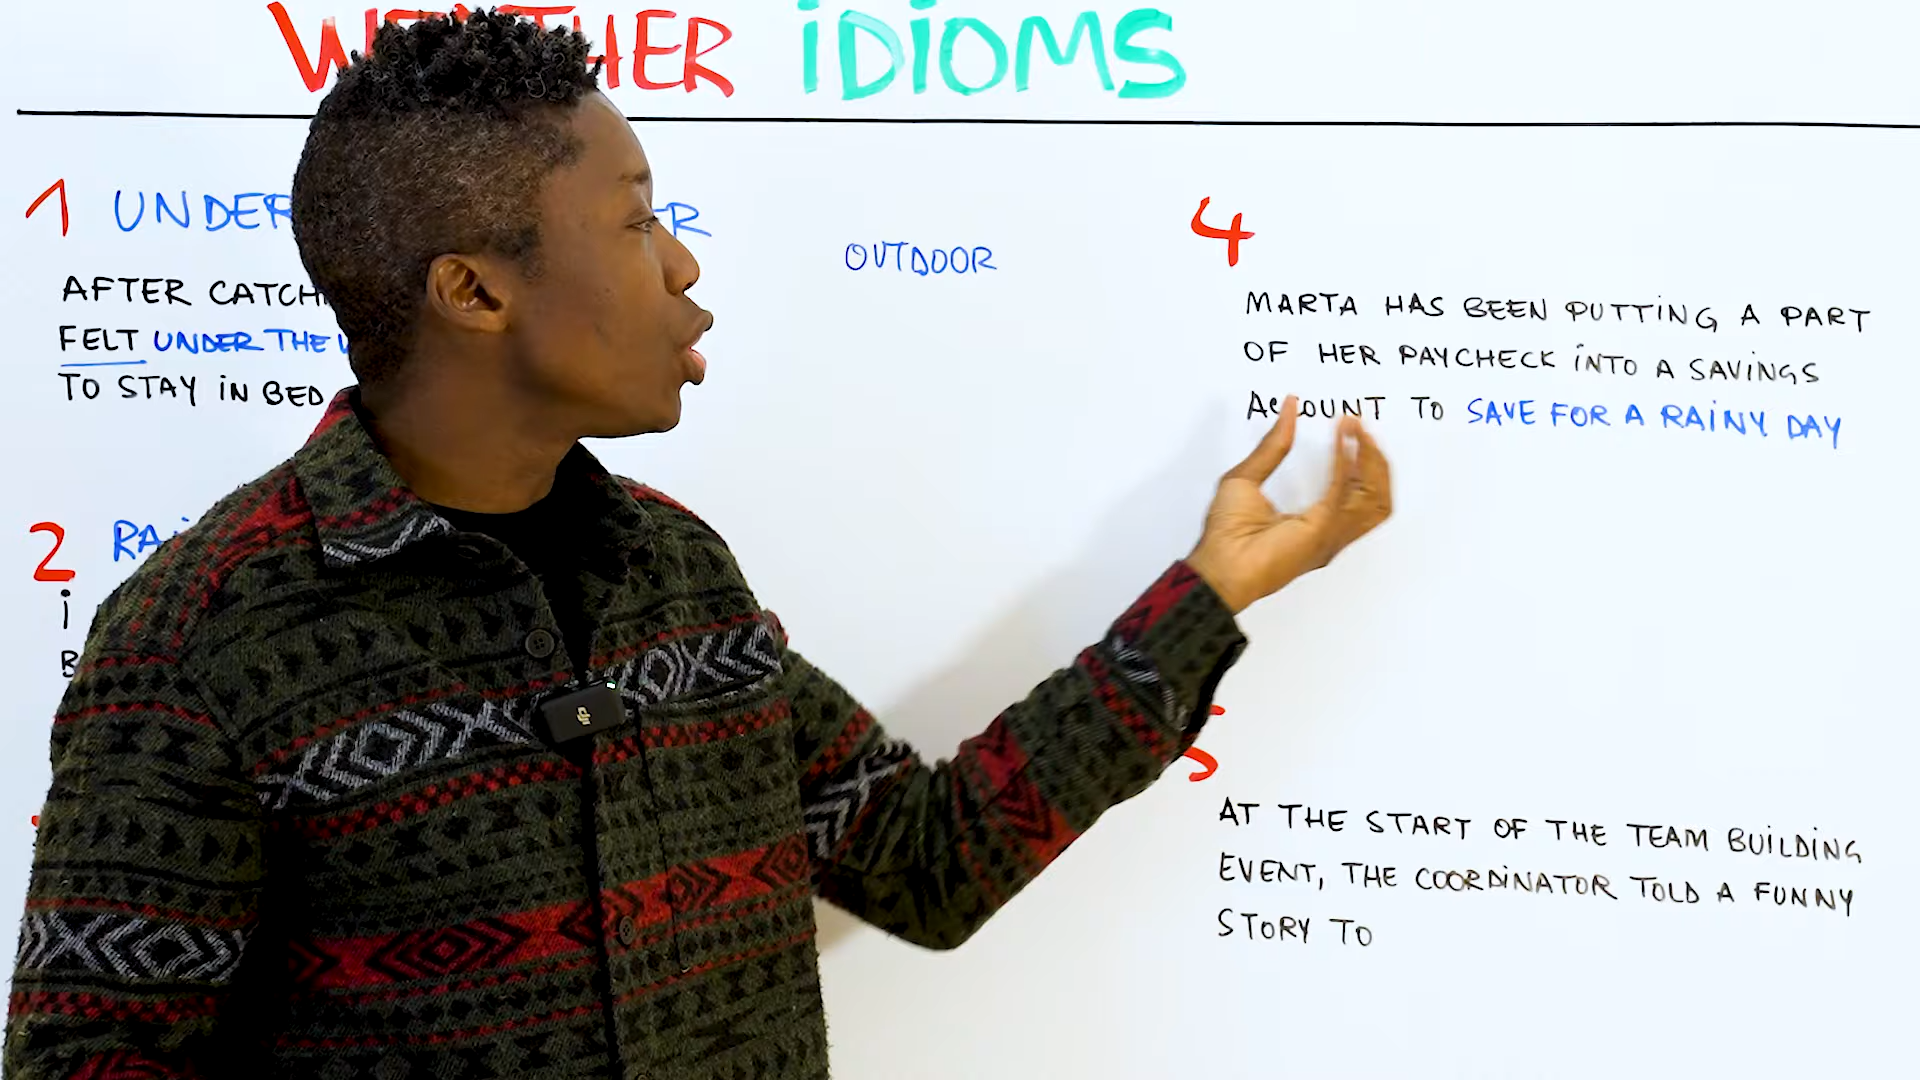 IDIOMS
1 UNDER
AFTER CATCH
FELT UNDER THE
TO STAY IN BED
2
OUTDOOR
4
MARTA HAS BEEN PUTTING A PART
OF HER PAYCHECK INTO A SAVINGS
ACCOUNT TO SAVE FOR A RAINY DAY
5
AT THE START OF THE TEAM BUILDING
EVENT, THE COORDINATOR TOLD A FUNNY
STORY TO